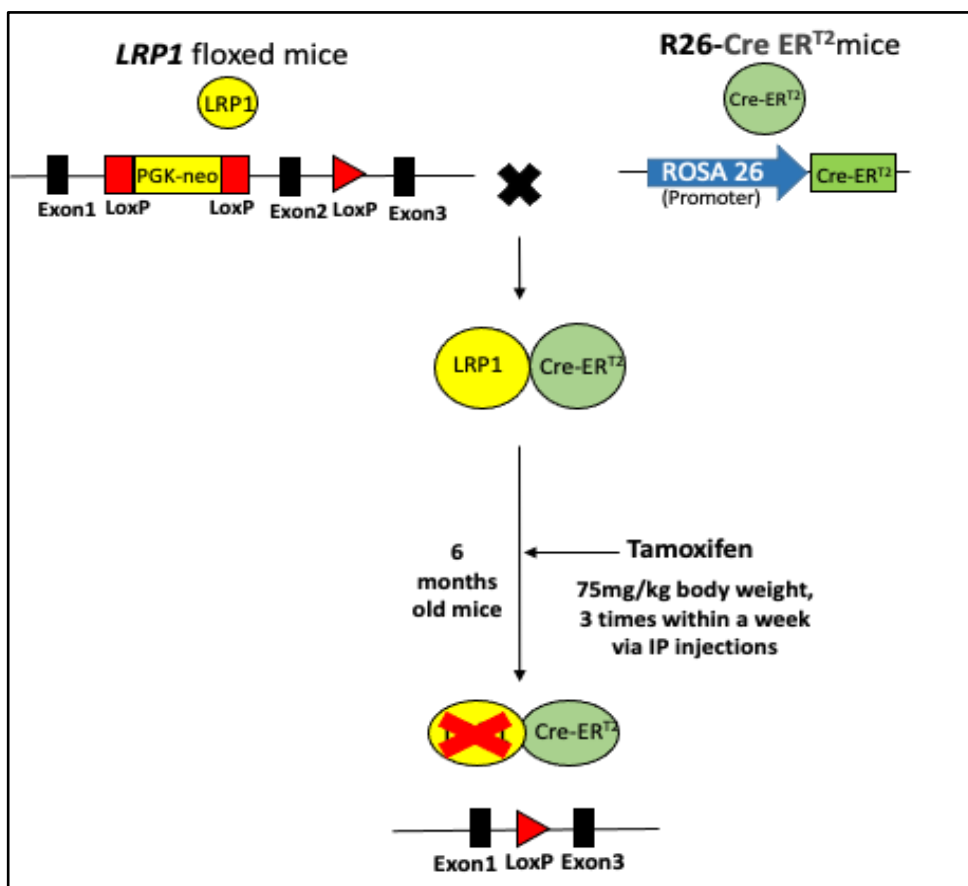 LRP1 floxed mice
LRP1
PGK-neo
Exon1
LoxP
LoxP
Exon2
LoxP
Exon3
R26-Cre ERT2mice
Cre-ERT2
ROSA 26
(Promoter)
Cre-ERT2
LRP1
Cre-ERT2
6
months
old mice
Tamoxifen
75mg/kg body weight,
3 times within a week
via IP injections
Cre-ERT2
Exon1
LoxP
Exon3